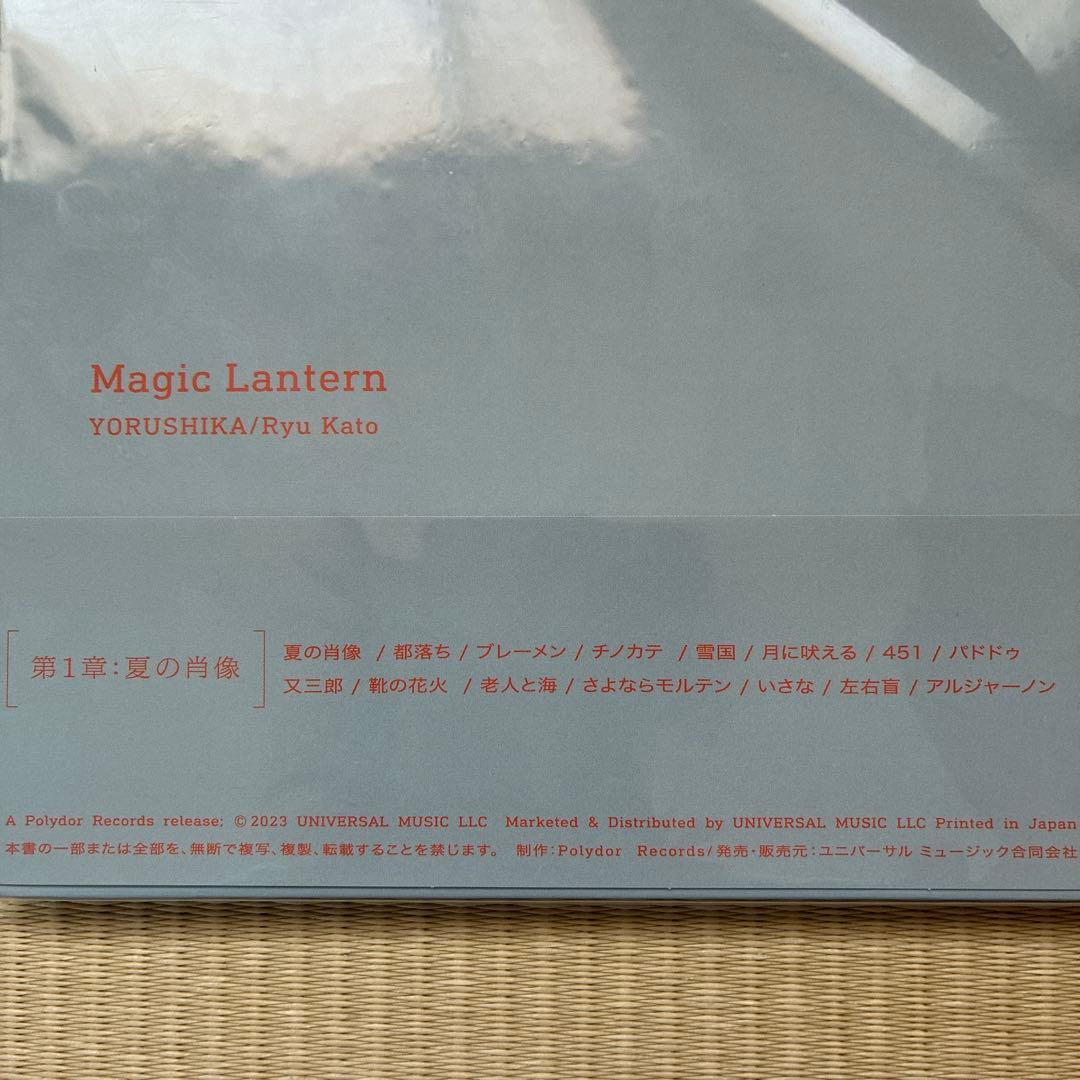 Magic Lantern
YORUSHIKA/Ryu Kato
第1章:夏の肖像
夏の肖像 / 都落ち / ブレーメン / チノカテ / 雪国 / 月に吠える / 451 / パドドゥ
又三郎 / 靴の花火 / 老人と海 / さよならモルテン / いさな / 左右盲 / アルジャーノン
A Polydor Records release; ©2023 UNIVERSAL MUSIC LLC Marketed & Distributed by UNIVERSAL MUSIC LLC Printed in Japan
本書の一部または全部を、無断で複写、複製、転載することを禁じます。 制作:Polydor Records/発売・販売元:ユニバーサル ミュージック合同会社